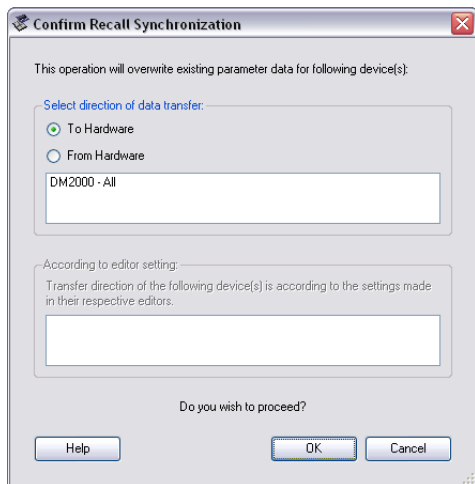 Confirm Recall Synchronization
This operation will overwrite existing parameter data for following device(s):
Select direction of data transfer:
To Hardware
From Hardware
DM2000 - All
According to editor setting:
Transfer direction of the following device(s) is according to the settings made
in their respective editors.
Do you wish to proceed?
Help
OK
Cancel